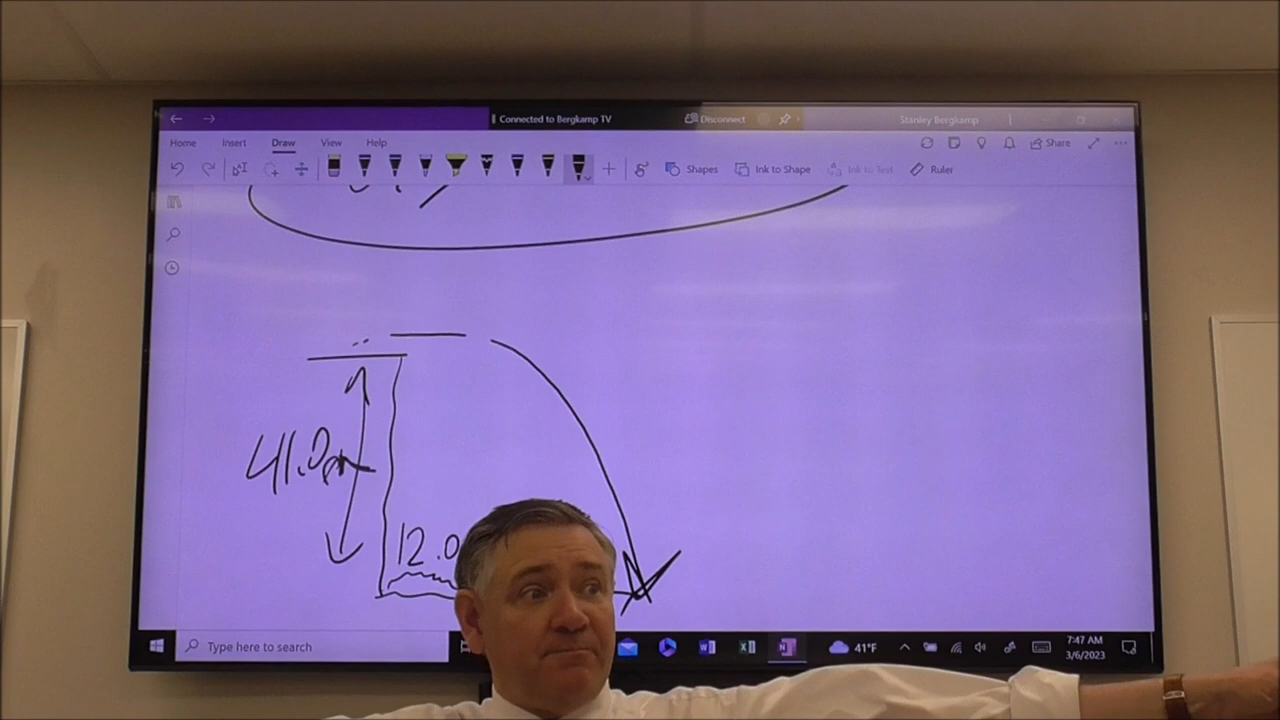 Connected to Bergkamp TV
Disconnect
Stanley Bergkamp
Home Insert Draw View Help
Share
Shapes
Ink to Shape
Ink to Text
Ruler
41.0m
12.0
Type here to search
41°F
7:47 AM
3/6/2023